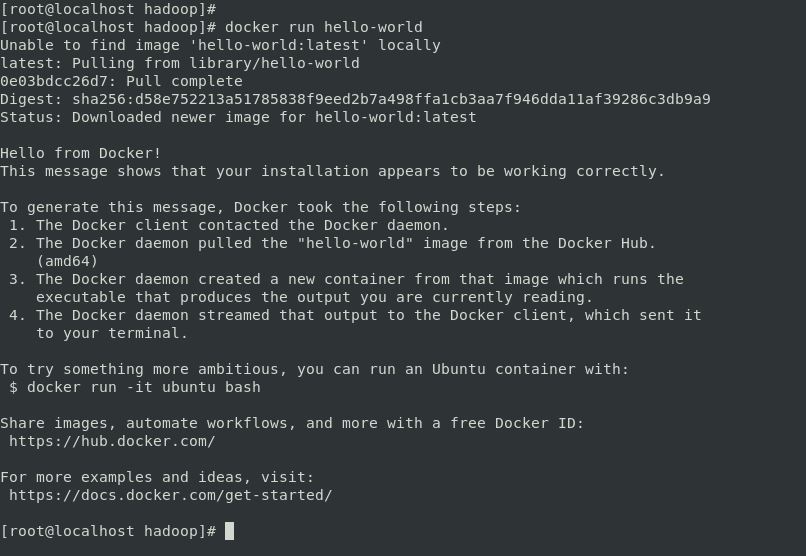 [root@localhost hadoop]#
[root@localhost hadoop]# docker run hello-world
Unable to find image 'hello-world:latest' locally
latest: Pulling from library/hello-world
0e03bdcc26d7: Pull complete
Digest: sha256:d58e752213a51785838f9eed2b7a498ffa1cb3aa7f946dda11af39286c3db9a9
Status: Downloaded newer image for hello-world:latest

Hello from Docker!
This message shows that your installation appears to be working correctly.

To generate this message, Docker took the following steps:
 1. The Docker client contacted the Docker daemon.
 2. The Docker daemon pulled the "hello-world" image from the Docker Hub.
    (amd64)
 3. The Docker daemon created a new container from that image which runs the
    executable that produces the output you are currently reading.
 4. The Docker daemon streamed that output to the Docker client, which sent it
    to your terminal.

To try something more ambitious, you can run an Ubuntu container with:
 $ docker run -it ubuntu bash

Share images, automate workflows, and more with a free Docker ID:
 https://hub.docker.com/

For more examples and ideas, visit:
 https://docs.docker.com/get-started/

[root@localhost hadoop]#